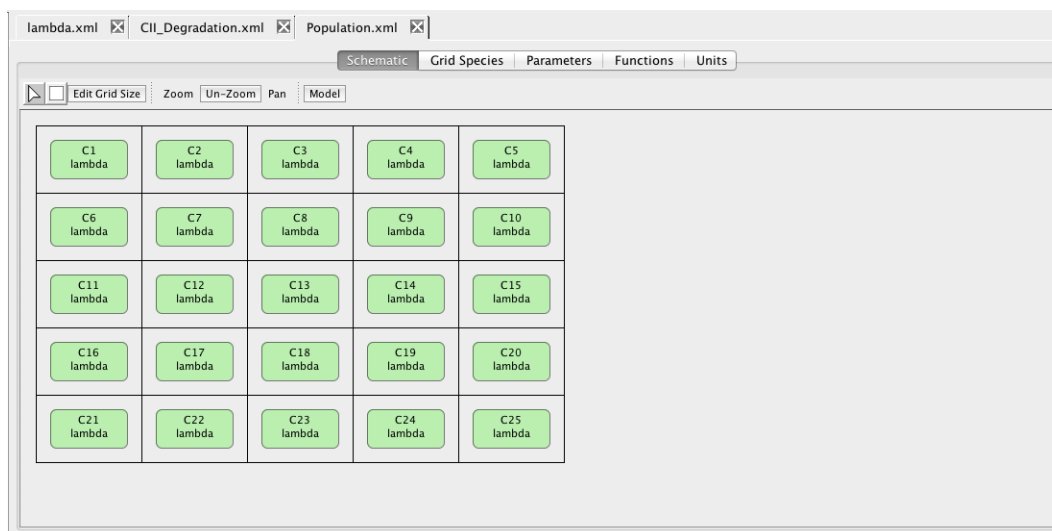 lambda.xml CII_Degradation.xml Population.xml
Schematic Grid Species Parameters Functions Units
Edit Grid Size Zoom Un-Zoom Pan Model
C1 C2 C3 C4 C5
lambda lambda lambda lambda lambda
C6 C7 C8 C9 C10
lambda lambda lambda lambda lambda
C11 C12 C13 C14 C15
lambda lambda lambda lambda lambda
C16 C17 C18 C19 C20
lambda lambda lambda lambda lambda
C21 C22 C23 C24 C25
lambda lambda lambda lambda lambda